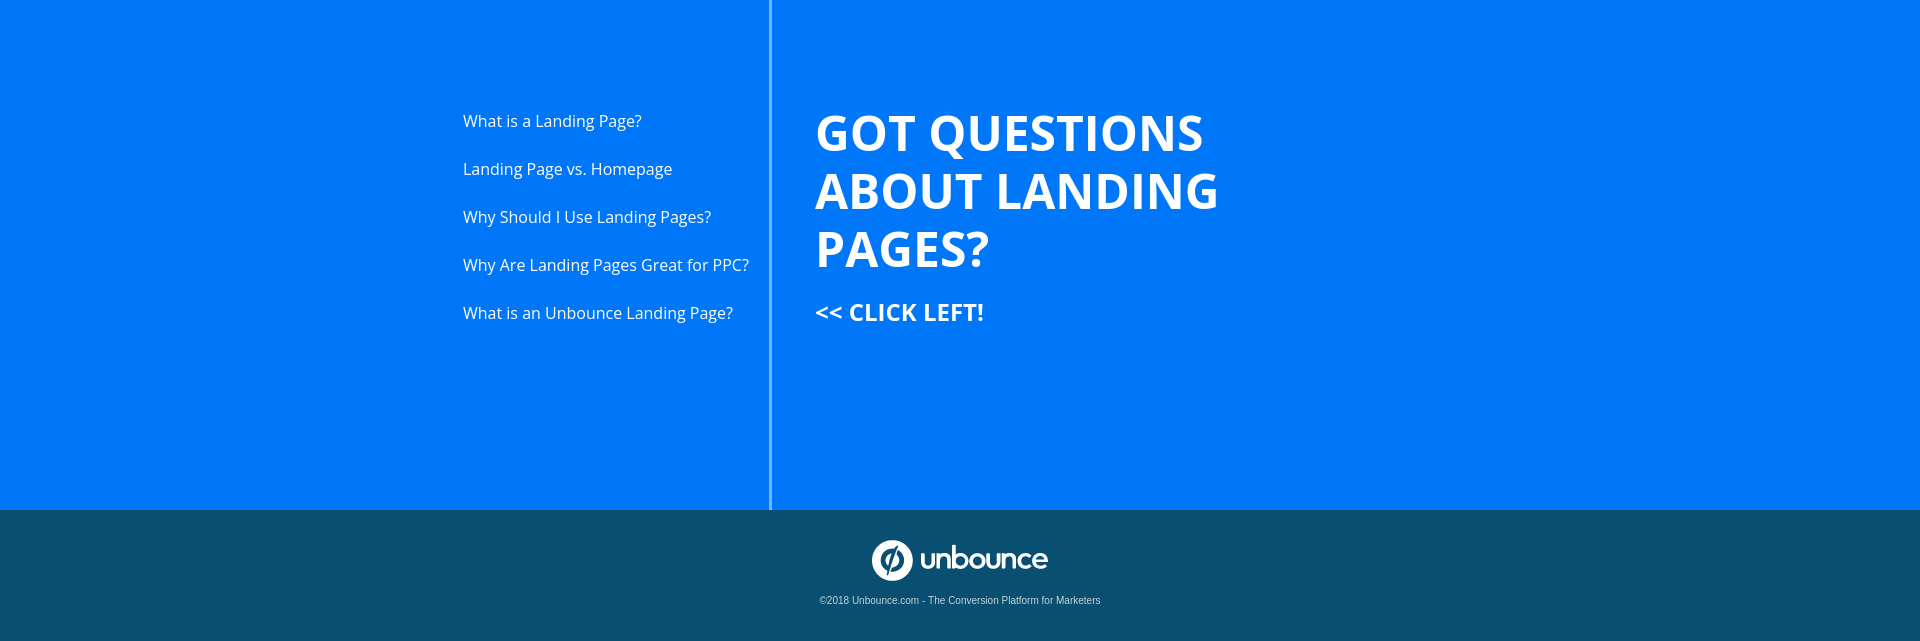 What is a Landing Page?
Landing Page vs. Homepage
Why Should I Use Landing Pages?
Why Are Landing Pages Great for PPC?
What is an Unbounce Landing Page?
GOT QUESTIONS
ABOUT LANDING
PAGES?
<< CLICK LEFT!
unbounce
©2018 Unbounce.com - The Conversion Platform for Marketers